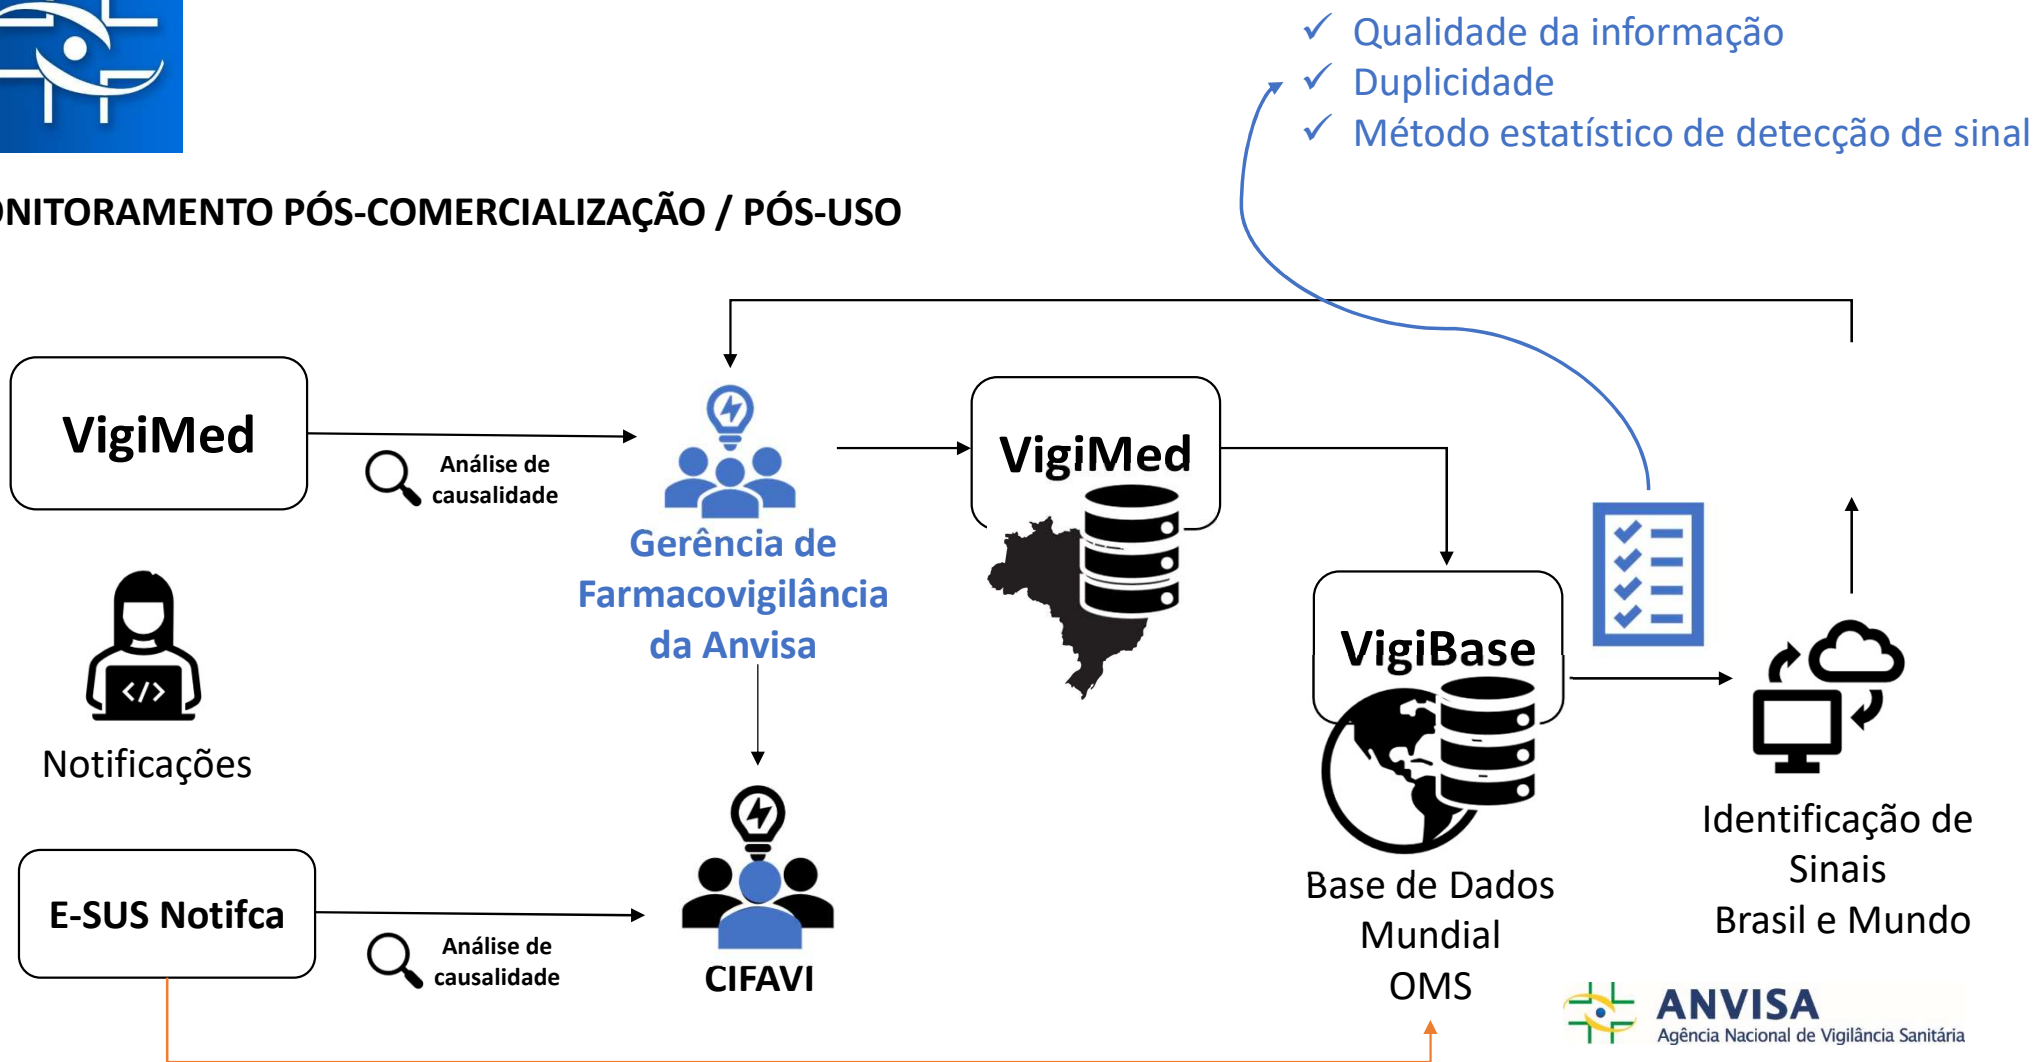 Qualidade da informação
Duplicidade
Método estatístico de detecção de sinal
ONITORAMENTO PÓS-COMERCIALIZAÇÃO / PÓS-USO
VigiMed
Análise de
causalidade
Gerência de
Farmacovigilância
da Anvisa
VigiMed
VigiBase
</>
Notificações
E-SUS Notifca
Análise de
causalidade
CIFAVI
Base de Dados
Mundial
OMS
Identificação de
Sinais
Brasil e Mundo
ANVISA
Agência Nacional de Vigilância Sanitária